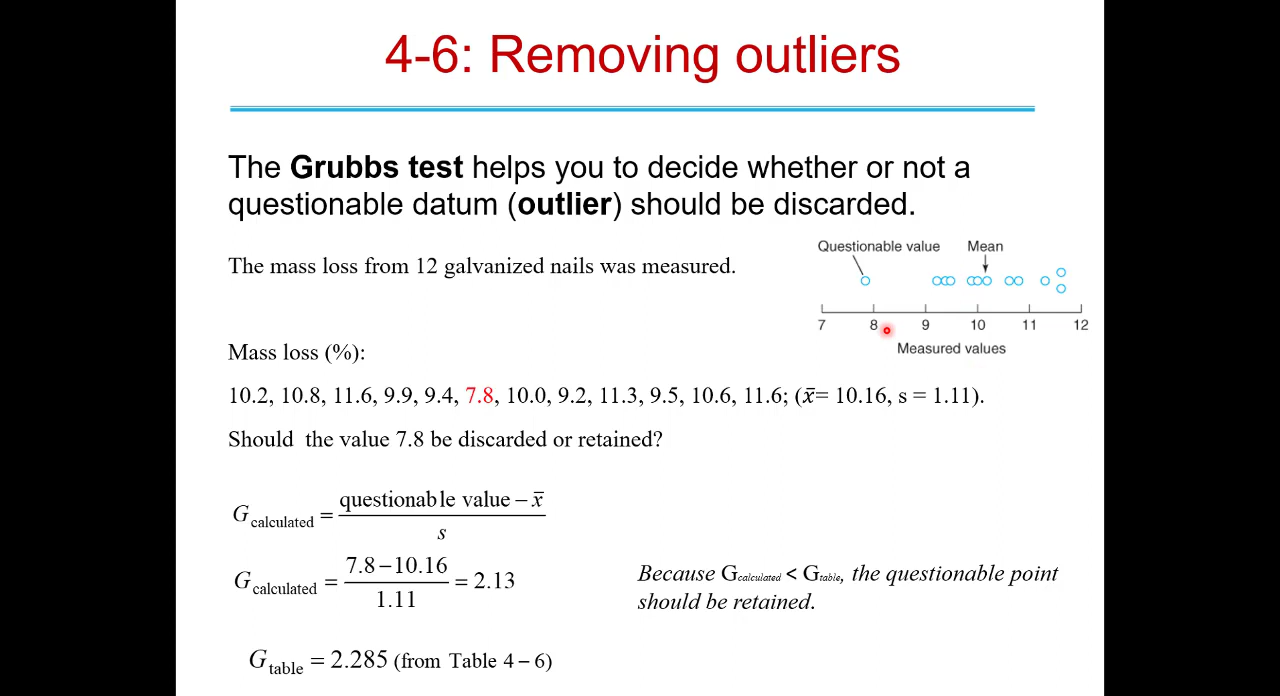 4-6: Removing outliers
The Grubbs test helps you to decide whether or not a
questionable datum (outlier) should be discarded.
The mass loss from 12 galvanized nails was measured.
Questionable value Mean
7 8 9 10 11 12
Measured values
Mass loss (%):
10.2, 10.8, 11.6, 9.9, 9.4, 7.8, 10.0, 9.2, 11.3, 9.5, 10.6, 11.6; (x̅= 10.16, s = 1.11).
Should the value 7.8 be discarded or retained?
G calculated = questionable value − x̅
s
G calculated = 7.8 − 10.16 = 2.13
1.11
Because Gcalculated < Gtable, the questionable point
should be retained.
G table = 2.285 (from Table 4 − 6)